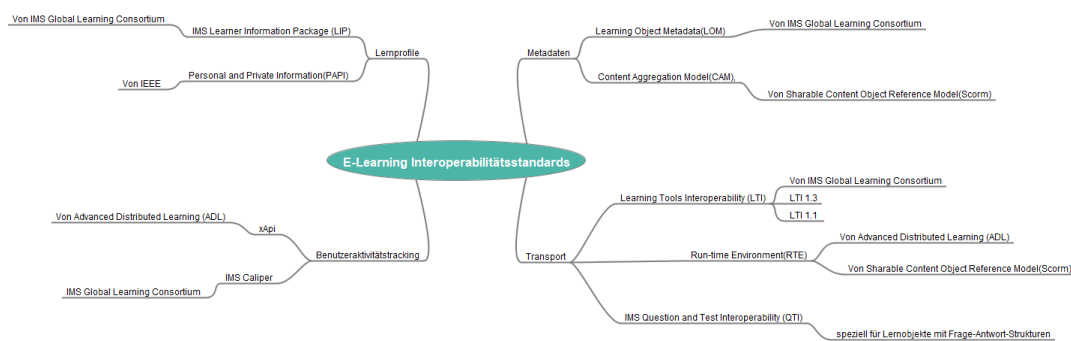 Von IMS Global Learning Consortium
IMS Learner Information Package (LIP)
Lernprofile
Personal and Private Information(PAPI)
Von IEEE
Metadaten
Learning Object Metadata(LOM)
Von IMS Global Learning Consortium
Content Aggregation Model(CAM),
Von Sharable Content Object Reference Model(Scorm)
E-Learning Interoperabilitätsstandards
Von Advanced Distributed Learning (ADL)
xApi
Benutzeraktivitätstracking
IMS Caliper
IMS Global Learning Consortium
Transport
Learning Tools Interoperability (LTI)
Von IMS Global Learning Consortium
LTI 1.3
LTI 1.1
Run-time Environment(RTE)
Von Advanced Distributed Learning (ADL)
Von Sharable Content Object Reference Model(Scorm)
IMS Question and Test Interoperability (QTI)
speziell für Lernobjekte mit Frage-Antwort-Strukturen